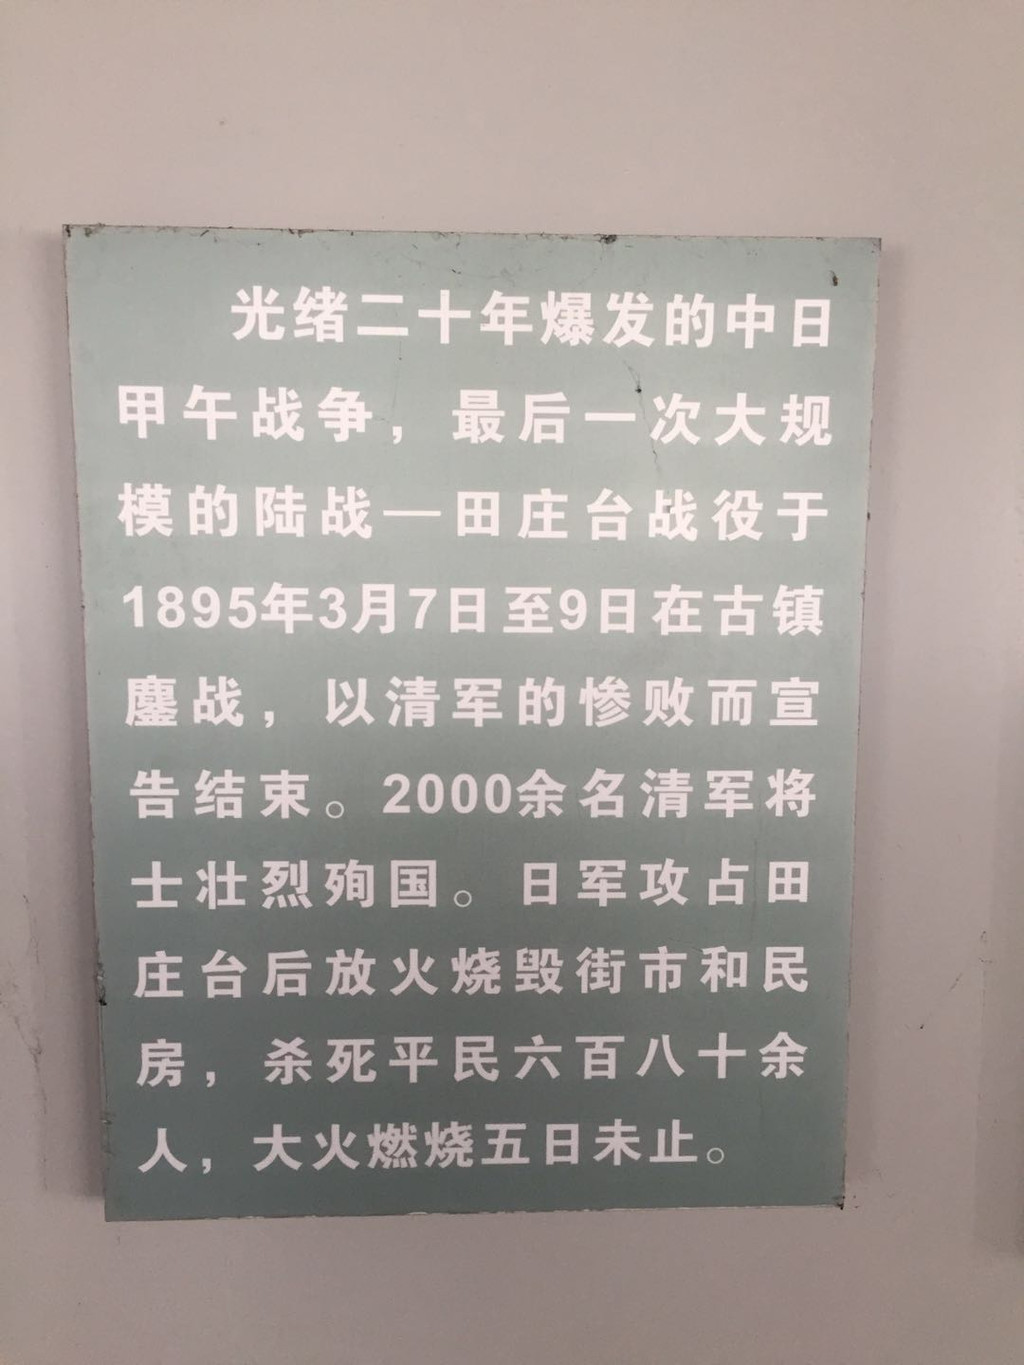 光绪二十年爆发的中日
甲午战争，最后一次大规
模的陆战—田庄台战役于
1895年3月7日至9日在古镇
鏖战，以清军的惨败而宣
告结束。2000余名清军将
士壮烈殉国。日军攻占田
庄台后放火烧毁街市和民
房，杀死平民六百八十余
人，大火燃烧五日未止。